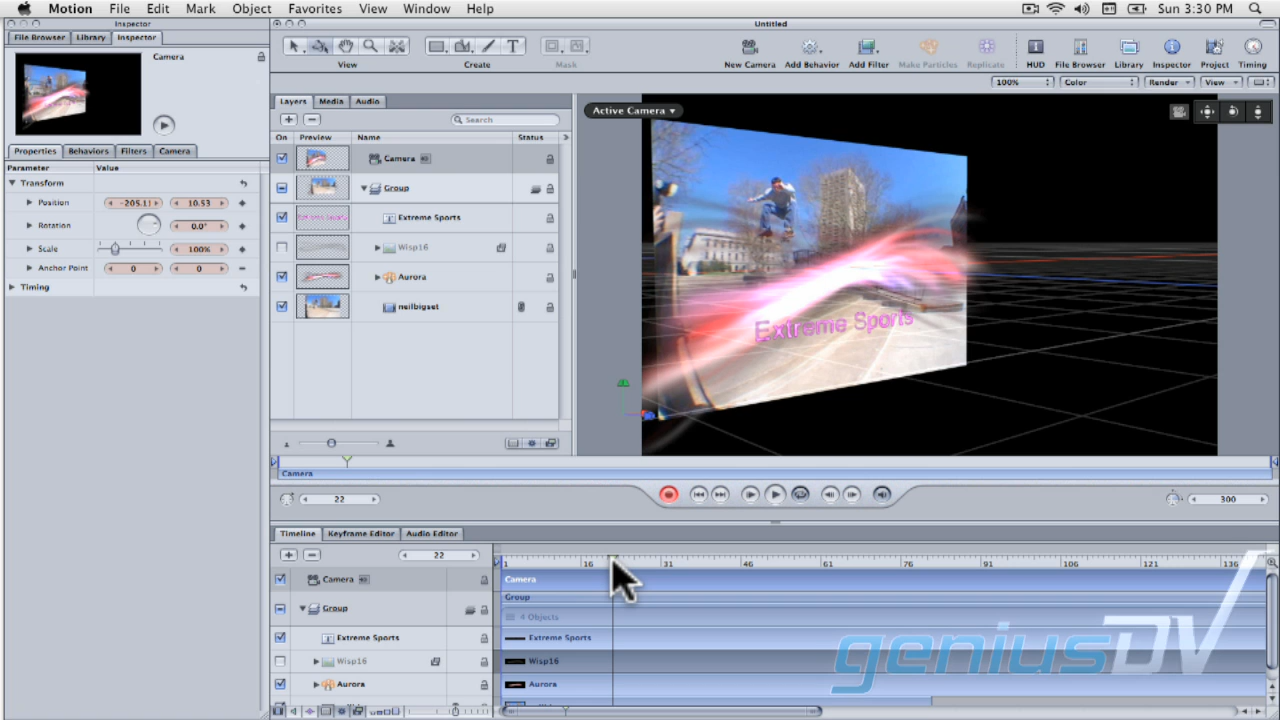 Motion File Edit Mark Object Favorites View Window Help Sun 3:30 PM
Inspector Untitled
File Browser Library Inspector
Camera
View Create Mask New Camera Add Behavior Add Filter Make Particles Replicate HUD File Browser Library Inspector Project Timing
100% Color Render View
Layers Media Audio
Active Camera
Search
On Preview Name Status
Properties Behaviors Filters Camera
Camera
Parameter Value
Transform
Group
Position -205.11 10.53
Extreme Sports
Rotation 0.0°
Scale 100%
Wisp16
Anchor Point 0 0
Aurora
Timing
neilbigset
Extreme Sports
Camera
22 300
Timeline Keyframe Editor Audio Editor
22
1 16 31 46 61 76 91 106 121 136
Camera Camera
Group Group
4 Objects
Extreme Sports Extreme Sports
Wisp16 Wisp16
Aurora Aurora
geniusDV